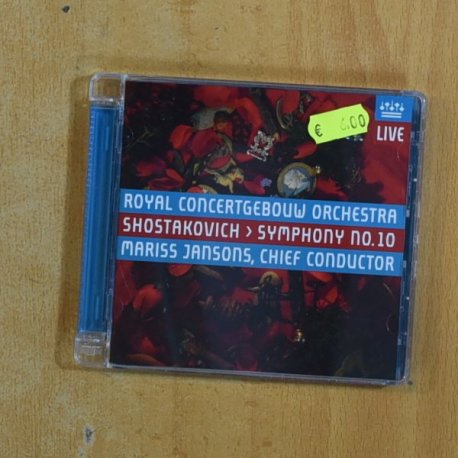 € 6.00
LIVE
ROYAL CONCERTGEBOUW ORCHESTRA
SHOSTAKOVICH > SYMPHONY NO.10
MARISS JANSONS, CHIEF CONDUCTOR